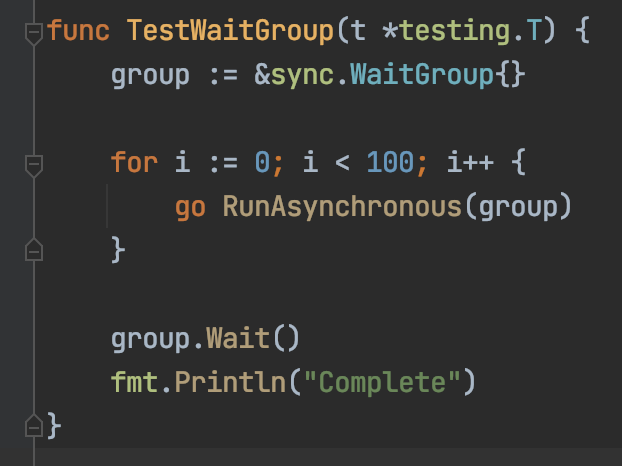 func TestWaitGroup(t *testing.T) {
    group := &sync.WaitGroup{}

    for i := 0; i < 100; i++ {
        go RunAsynchronous(group)
    }

    group.Wait()
    fmt.Println("Complete")
}